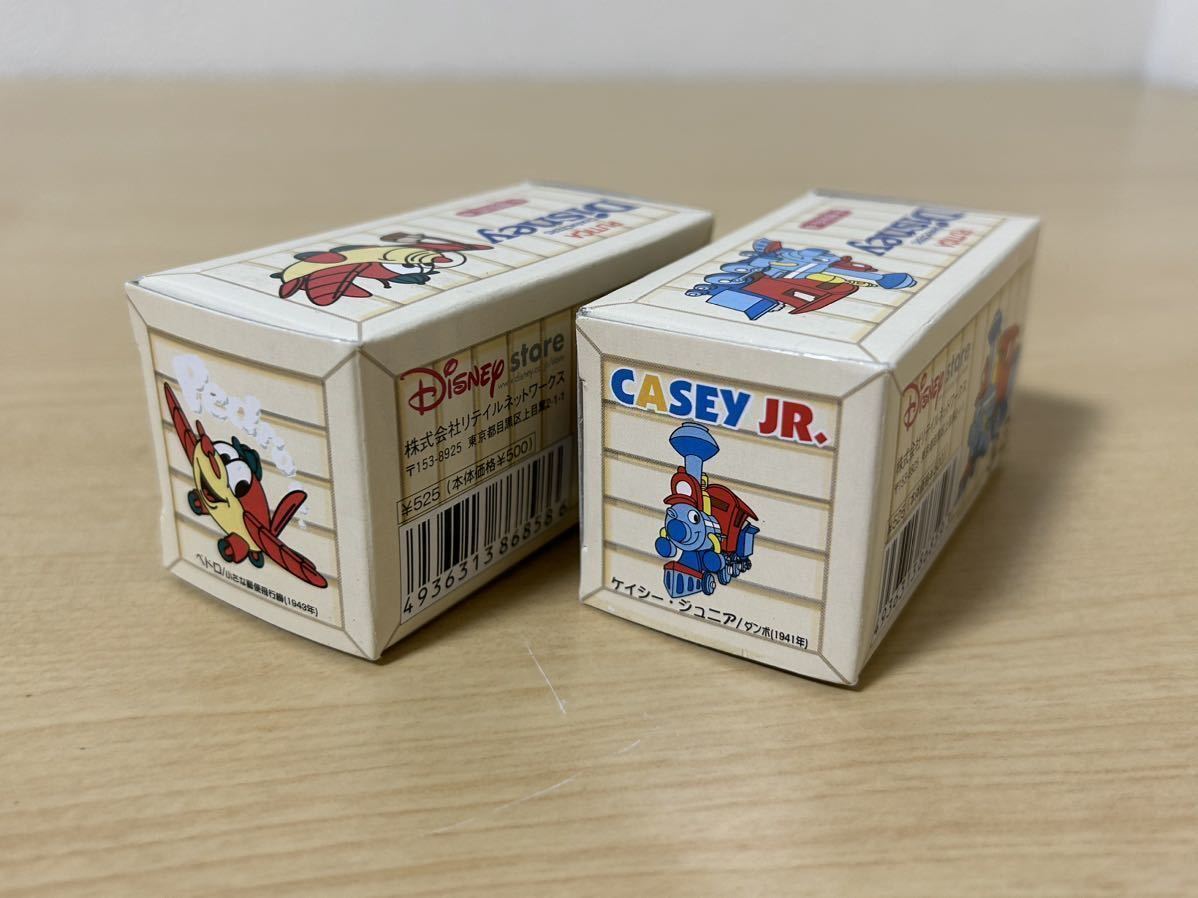 Disney
Pedro
ペドロ/小さな郵便飛行機(1943年)
Disney store
株式会社リテイルネットワークス
〒153-8925 東京都目黒区上目黒2-1-1
¥525 (本体価格¥500)
4936313868586
Disney
CASEY JR.
ケイシー・ジュニア/ダンボ(1941年)
Disney store